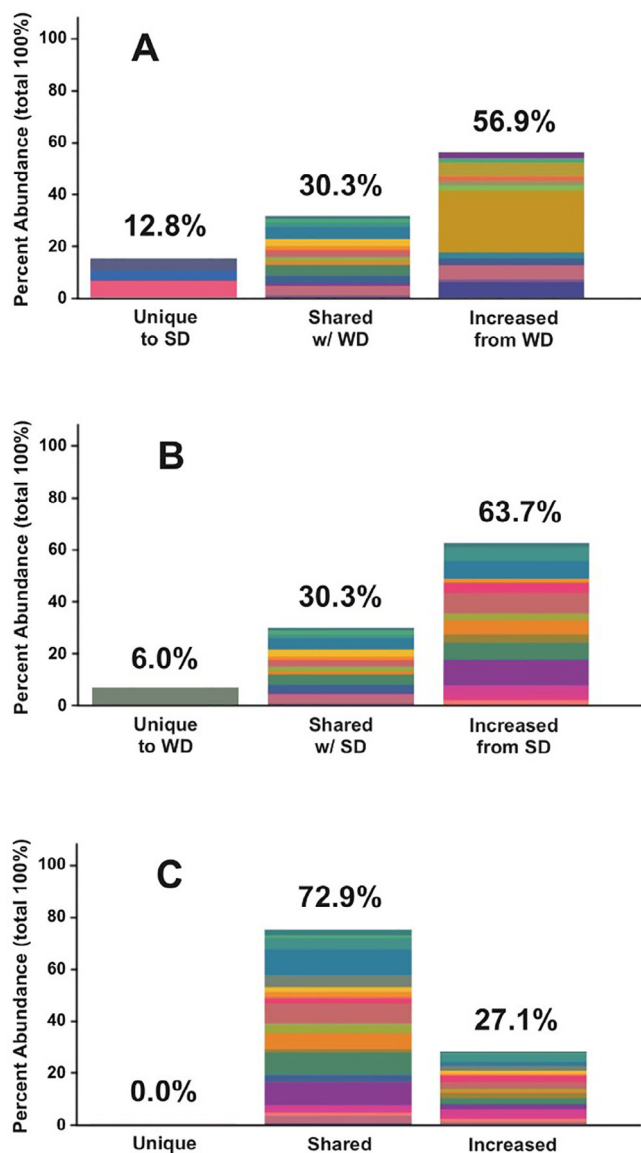 Percent Abundance (total 100%)
100
80
60
40
20
0
A
12.8%
30.3%
56.9%
Unique
to SD
Shared
w/ WD
Increased
from WD
Percent Abundance (total 100%)
100
80
60
40
20
0
B
6.0%
30.3%
63.7%
Unique
to WD
Shared
w/ SD
Increased
from SD
Percent Abundance (total 100%)
100
80
60
40
20
0
C
0.0%
72.9%
27.1%
Unique
Shared
Increased